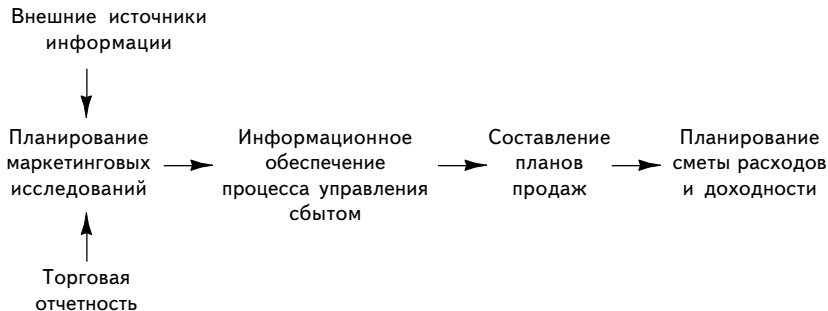 Внешние источники
информации
Планирование
маркетинговых
исследований
Информационное
обеспечение
процесса управления
сбытом
Составление
планов
продаж
Планирование
сметы расходов
и доходности
Торговая
отчетность